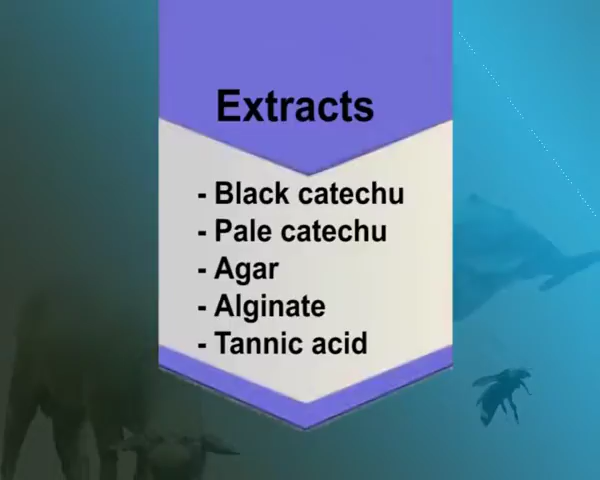 Extracts
- Black catechu
- Pale catechu
- Agar
- Alginate
- Tannic acid